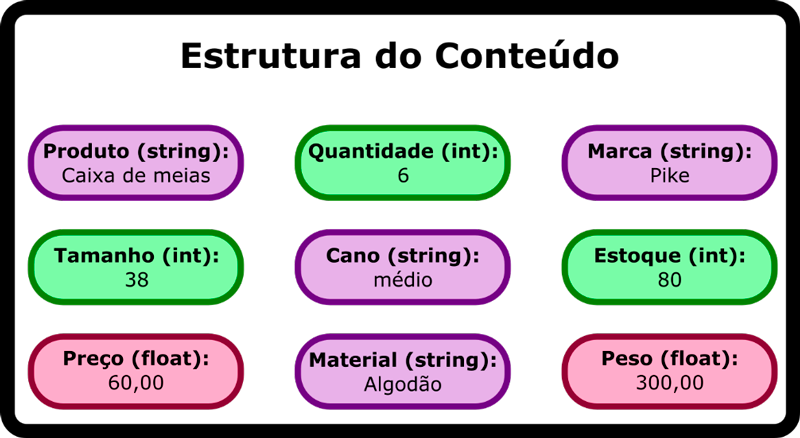 Estrutura do Conteúdo
Produto (string):
Caixa de meias
Quantidade (int):
6
Marca (string):
Pike
Tamanho (int):
38
Cano (string):
médio
Estoque (int):
80
Preço (float):
60,00
Material (string):
Algodão
Peso (float):
300,00